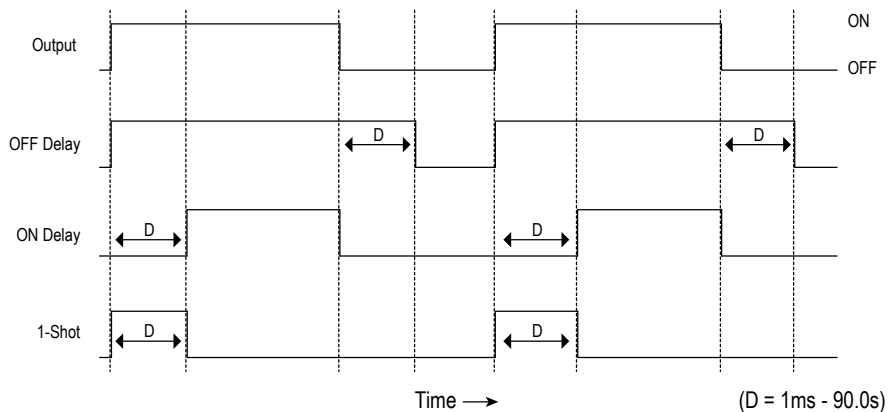 Output
ON
OFF
OFF Delay
D
D
ON Delay
D
D
1-Shot
D
D
Time
(D = 1ms - 90.0s)